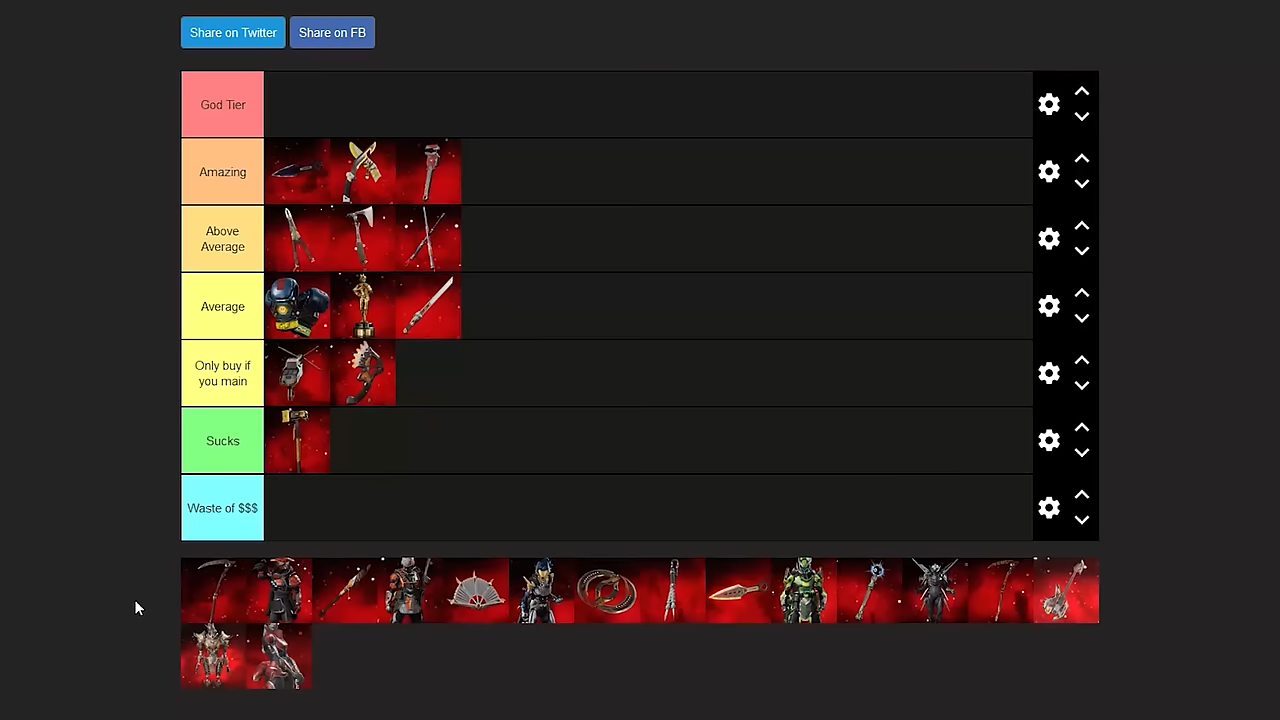 Share on Twitter
Share on FB
God Tier
Amazing
Above
Average
Average
Only buy if
you main
Sucks
Waste of $$$